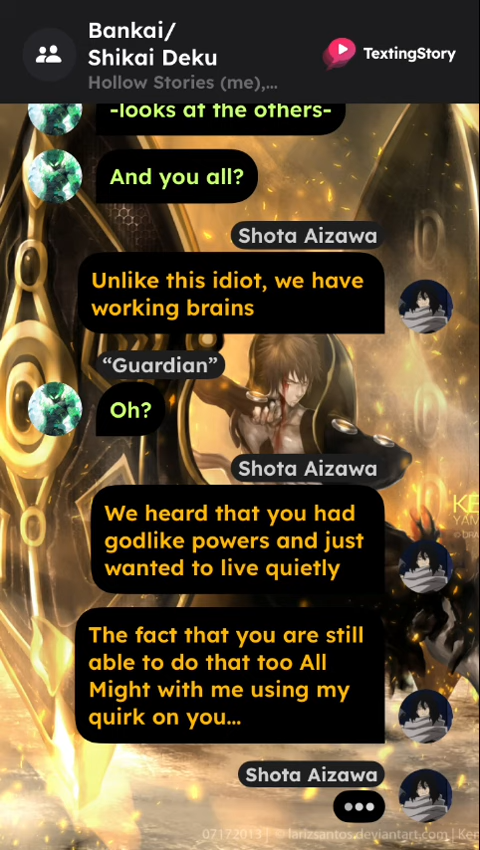 Bankai/
Shikai Deku
Hollow Stories (me),...
TextingStory
-looks at the others-
And you all?
Shota Aizawa
Unlike this idiot, we have
working brains
“Guardian”
Oh?
Shota Aizawa
We heard that you had
godlike powers and just
wanted to live quietly
The fact that you are still
able to do that too All
Might with me using my
quirk on you...
Shota Aizawa
07172013 | © larizsantos.deviantart.com | Ken